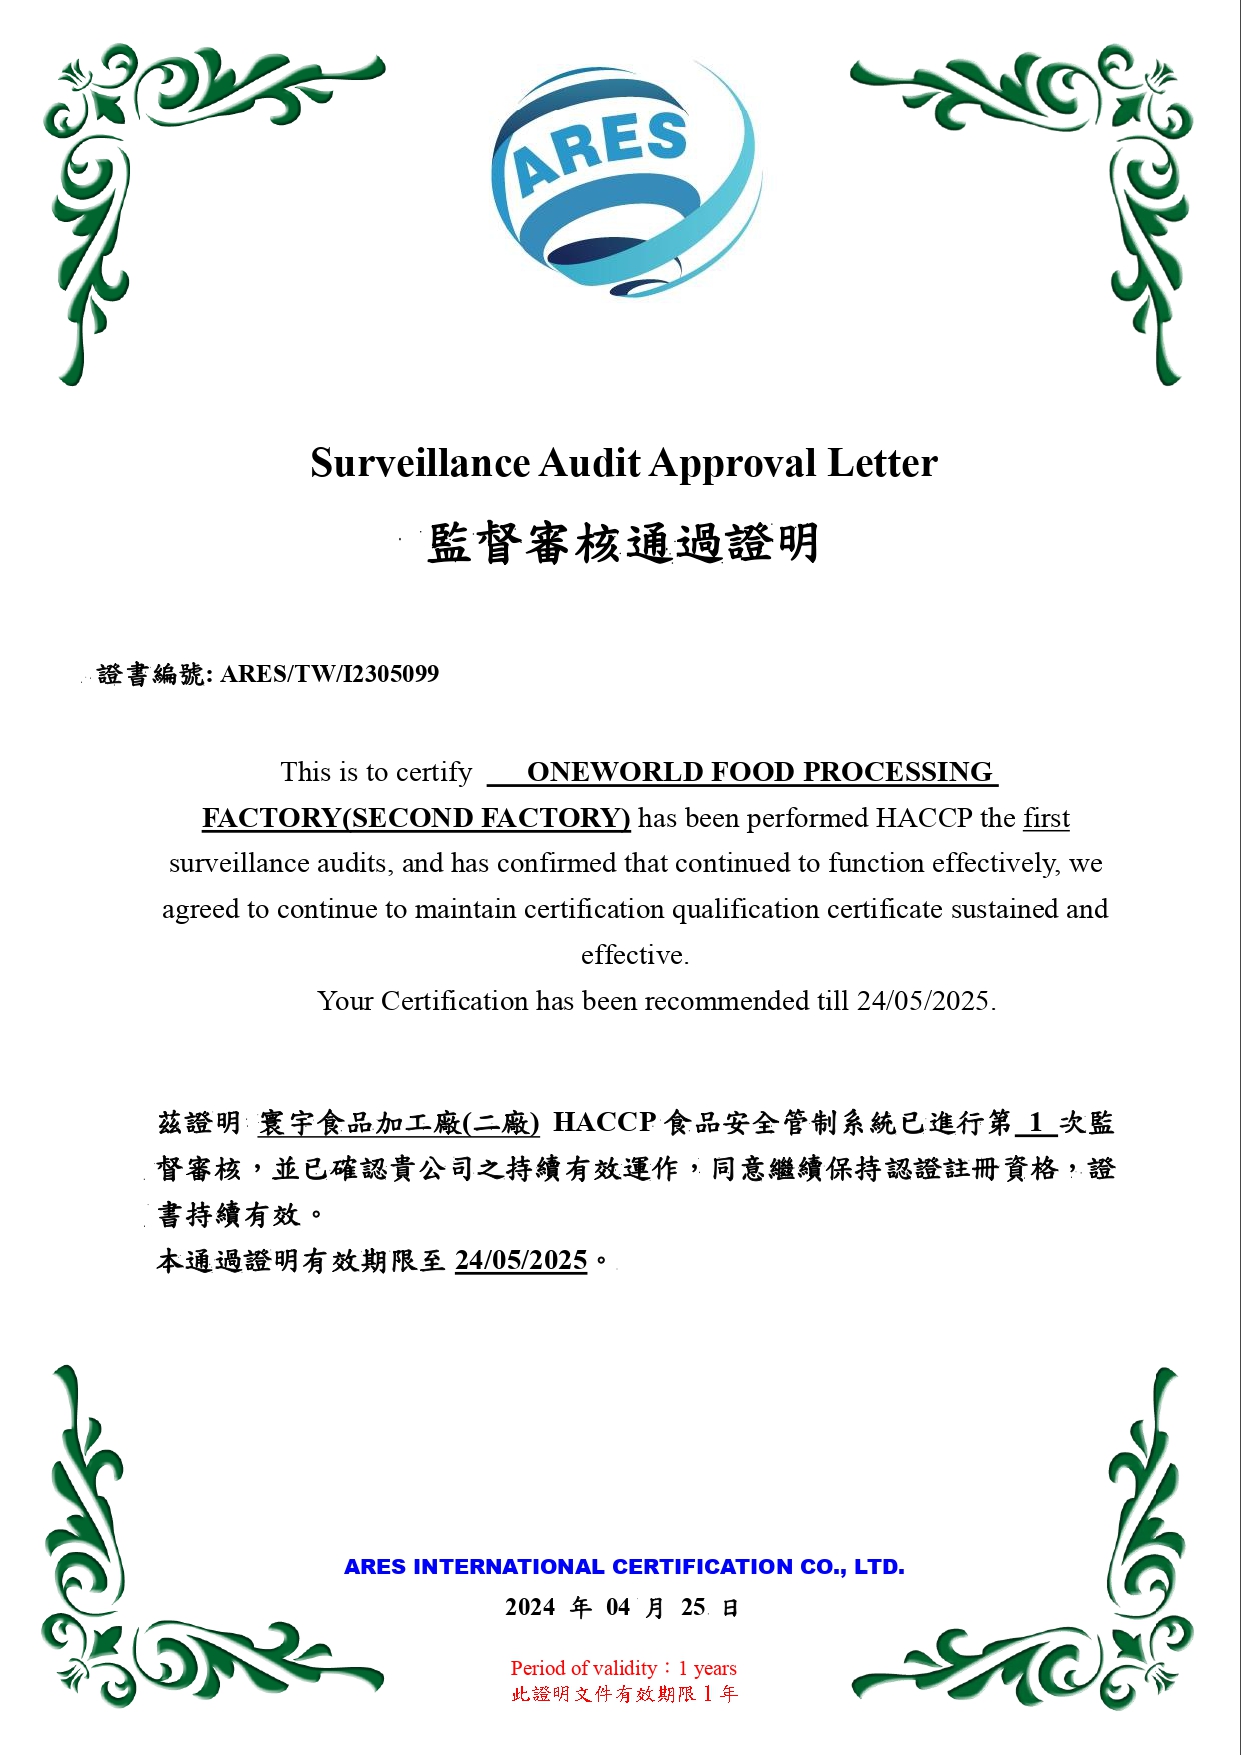 ARES
Surveillance Audit Approval Letter
監督審核通過證明
證書編號: ARES/TW/I2305099
This is to certify ONEWORLD FOOD PROCESSING
FACTORY(SECOND FACTORY) has been performed HACCP the first
surveillance audits, and has confirmed that continued to function effectively, we
agreed to continue to maintain certification qualification certificate sustained and
effective.
Your Certification has been recommended till 24/05/2025.
茲證明 寰宇食品加工廠(二廠) HACCP 食品安全管制系統已進行第 1 次監
督審核，並已確認貴公司之持續有效運作，同意繼續保持認證註冊資格，證
書持續有效。
本通過證明有效期限至 24/05/2025。
ARES INTERNATIONAL CERTIFICATION CO., LTD.
2024 年 04 月 25 日
Period of validity：1 years
此證明文件有效期限 1 年